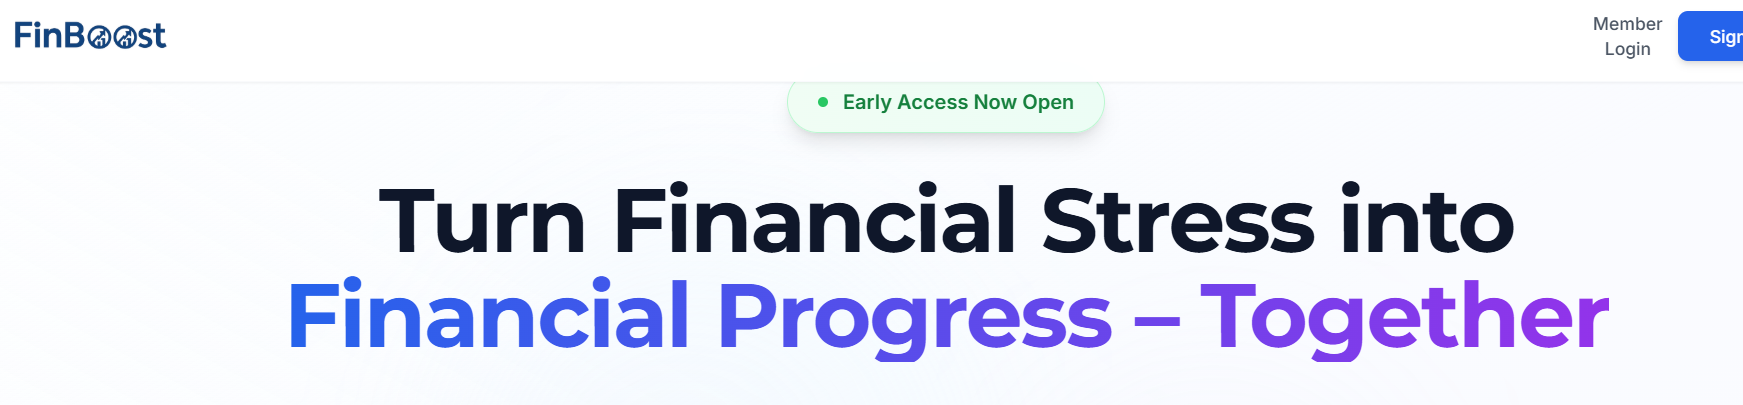 FinBoost
Member
Login
Sign
Early Access Now Open
Turn Financial Stress into
Financial Progress – Together